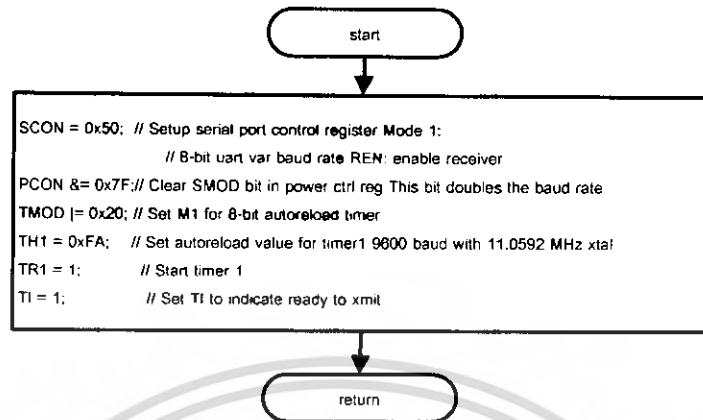 start
SCON = 0x50; // Setup serial port control register Mode 1:
// 8-bit uart var baud rate REN: enable receiver
PCON &= 0x7F;// Clear SMOD bit in power ctrl reg This bit doubles the baud rate
TMOD |= 0x20; // Set M1 for 8-bit autoreload timer
TH1 = 0xFA; // Set autoreload value for timer1 9600 baud with 11.0592 MHz xtal
TR1 = 1; // Start timer 1
TI = 1; // Set TI to indicate ready to xmit
return